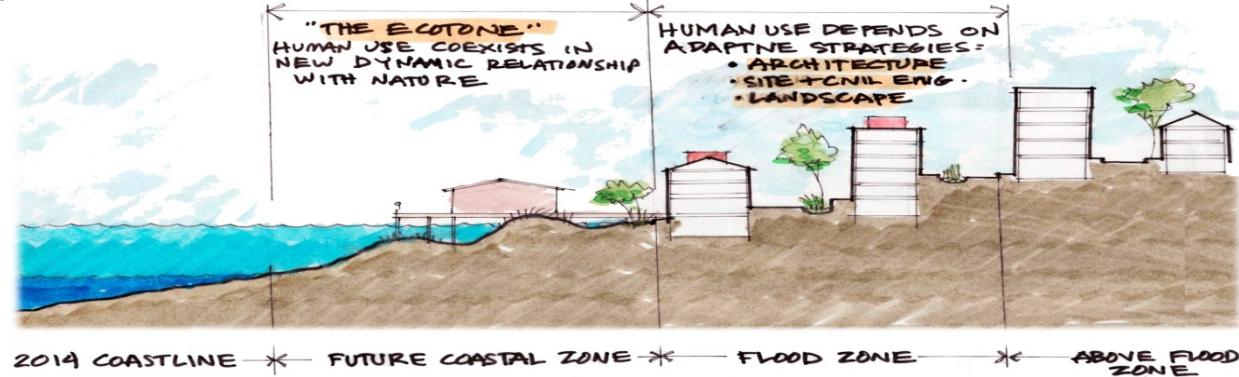 "THE ECOTONE"
HUMAN USE COEXISTS IN
NEW DYNAMIC RELATIONSHIP
WITH NATURE
HUMAN USE DEPENDS ON
ADAPTIVE STRATEGIES:
• ARCHITECTURE
• SITE + CIVIL ENG.
• LANDSCAPE
2014 COASTLINE
FUTURE COASTAL ZONE
FLOOD ZONE
ABOVE FLOOD
ZONE